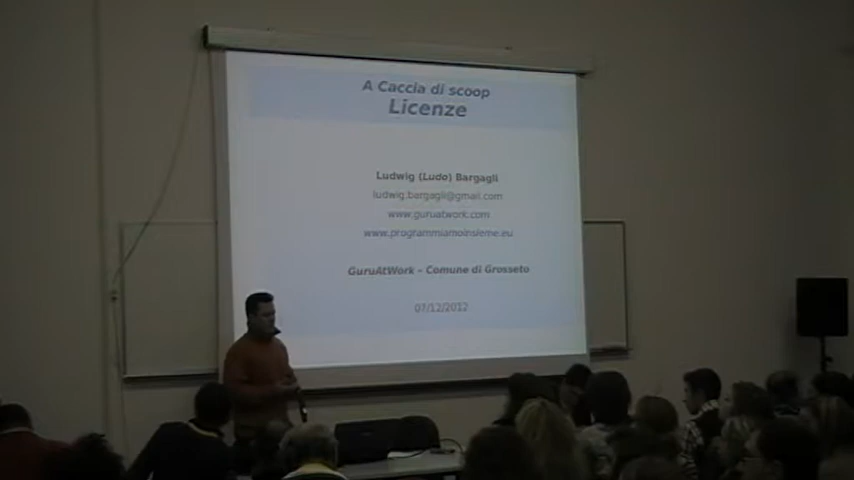 A Caccia di scoop
Licenze
Ludwig (Ludo) Bargagli
ludwig.bargagli@gmail.com
www.guruatwork.com
www.programmiamoinsieme.eu
GuruAtWork – Comune di Grosseto
07/12/2012